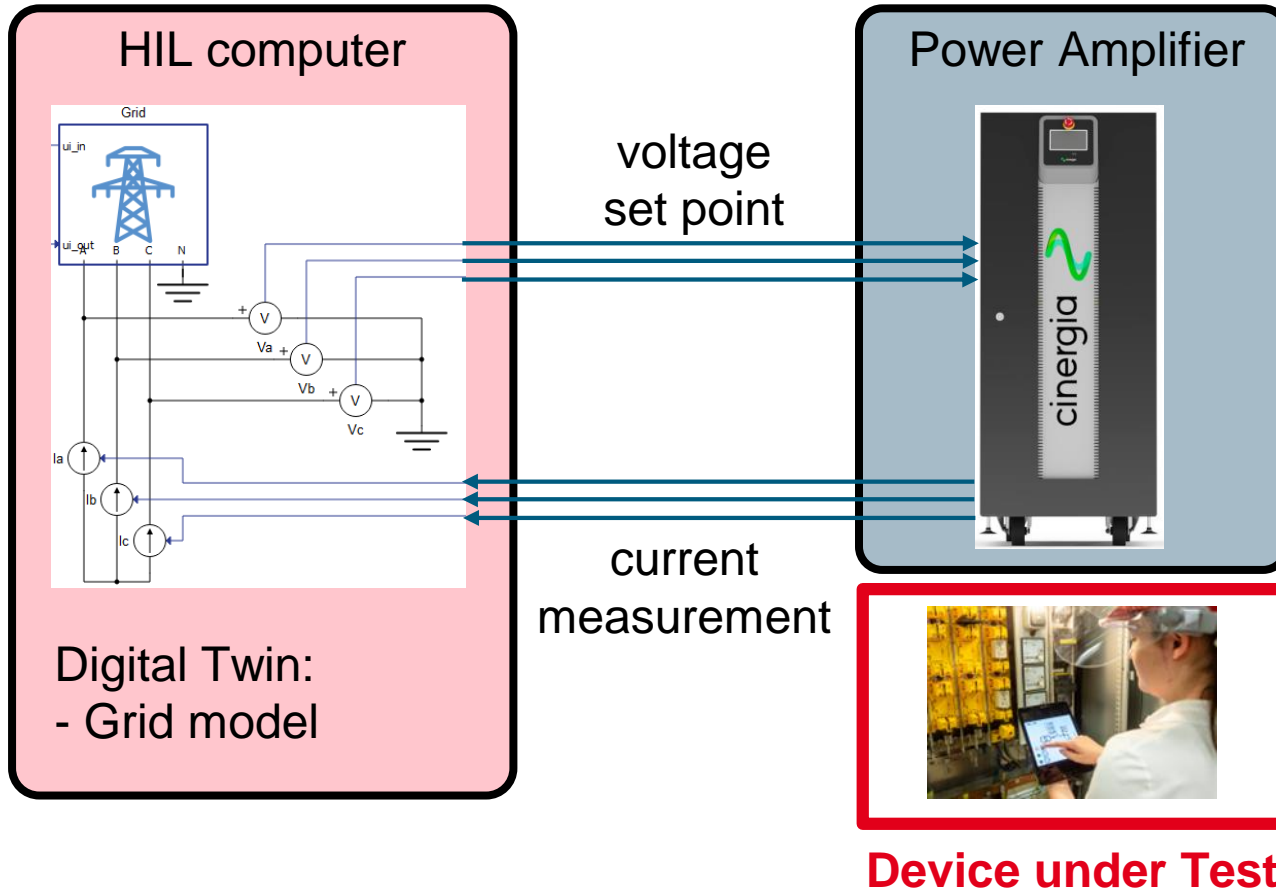 HIL computer
Power Amplifier
Grid
ui_in
ui_out
A
B
C
N
+
V
Va
+
V
Vb
+
V
Vc
Ia
Ib
Ic
voltage
set point
cinergia
current
measurement
Digital Twin:
- Grid model
Device under Test